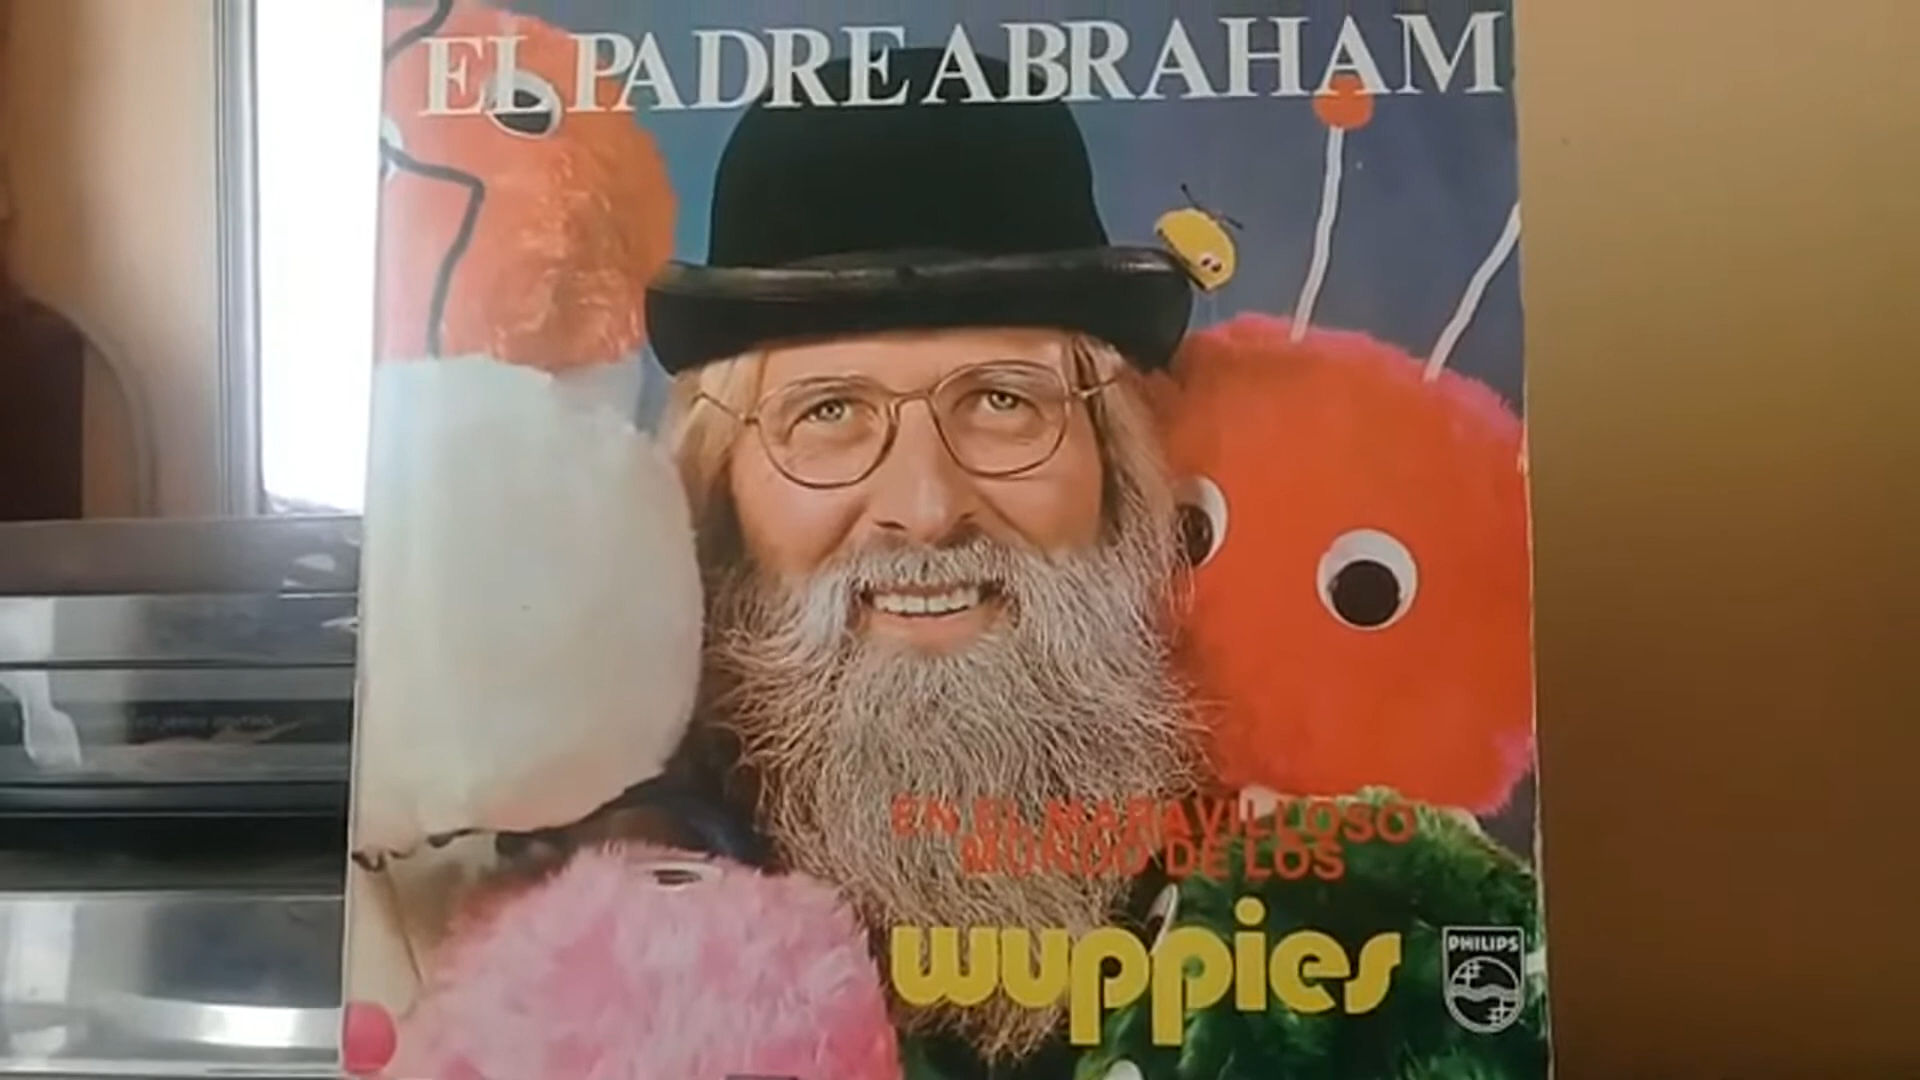 EL PADRE ABRAHAM
EN EL MARAVILLOSO
MUNDO DE LOS
wuppies
PHILIPS